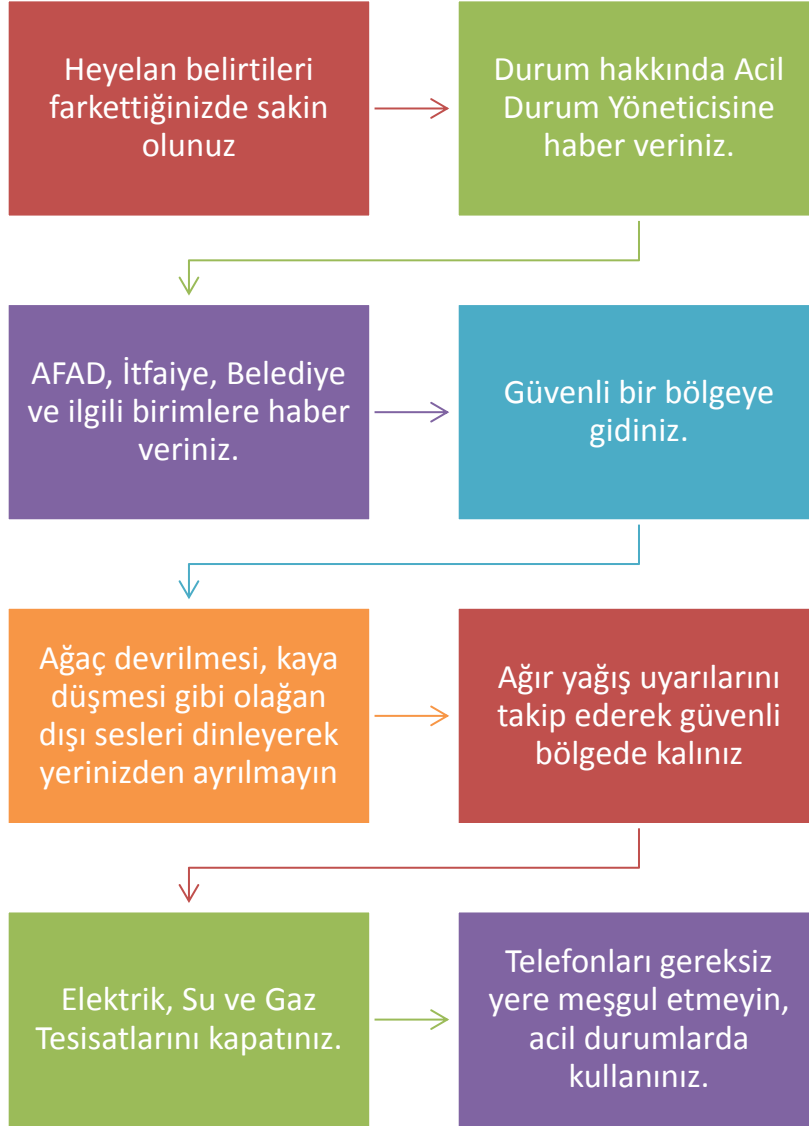 Heyelan belirtileri
farkettiğinizde sakin
olunuz
Durum hakkında Acil
Durum Yöneticisine
haber veriniz.
AFAD, İtfaiye, Belediye
ve ilgili birimlere haber
veriniz.
Güvenli bir bölgeye
gidiniz.
Ağaç devrilmesi, kaya
düşmesi gibi olağan
dışı sesleri dinleyerek
yerinizden ayrılmayın
Ağır yağış uyarılarını
takip ederek güvenli
bölgede kalınız
Elektrik, Su ve Gaz
Tesisatlarını kapatınız.
Telefonları gereksiz
yere meşgul etmeyin,
acil durumlarda
kullanınız.